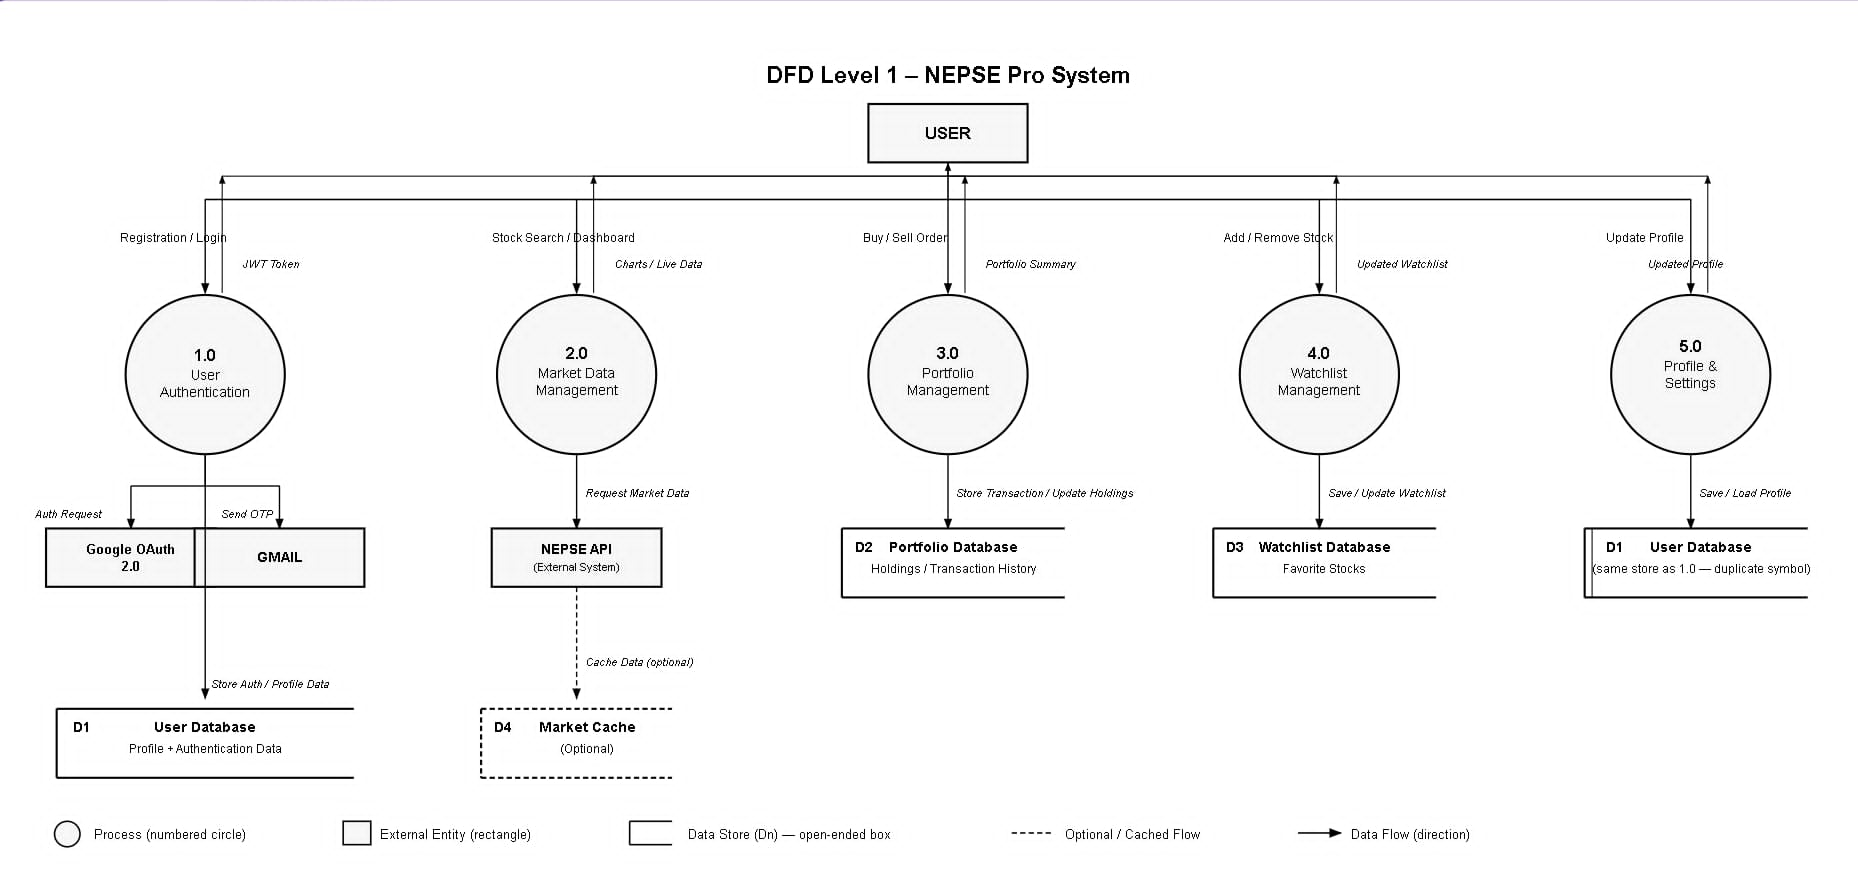 DFD Level 1 – NEPSE Pro System
USER
Registration / Login
Stock Search / Dashboard
Buy / Sell Order
Add / Remove Stock
Update Profile
JWT Token
Charts / Live Data
Portfolio Summary
Updated Watchlist
Updated Profile
1.0
User
Authentication
2.0
Market Data
Management
3.0
Portfolio
Management
4.0
Watchlist
Management
5.0
Profile &
Settings
Auth Request
Send OTP
Request Market Data
Store Transaction / Update Holdings
Save / Update Watchlist
Save / Load Profile
Google OAuth
2.0
GMAIL
NEPSE API
(External System)
D2 Portfolio Database
Holdings / Transaction History
D3 Watchlist Database
Favorite Stocks
D1 User Database
(same store as 1.0 — duplicate symbol)
Cache Data (optional)
Store Auth / Profile Data
D1 User Database
Profile + Authentication Data
D4 Market Cache
(Optional)
Process (numbered circle)
External Entity (rectangle)
Data Store (Dn) — open-ended box
Optional / Cached Flow
Data Flow (direction)